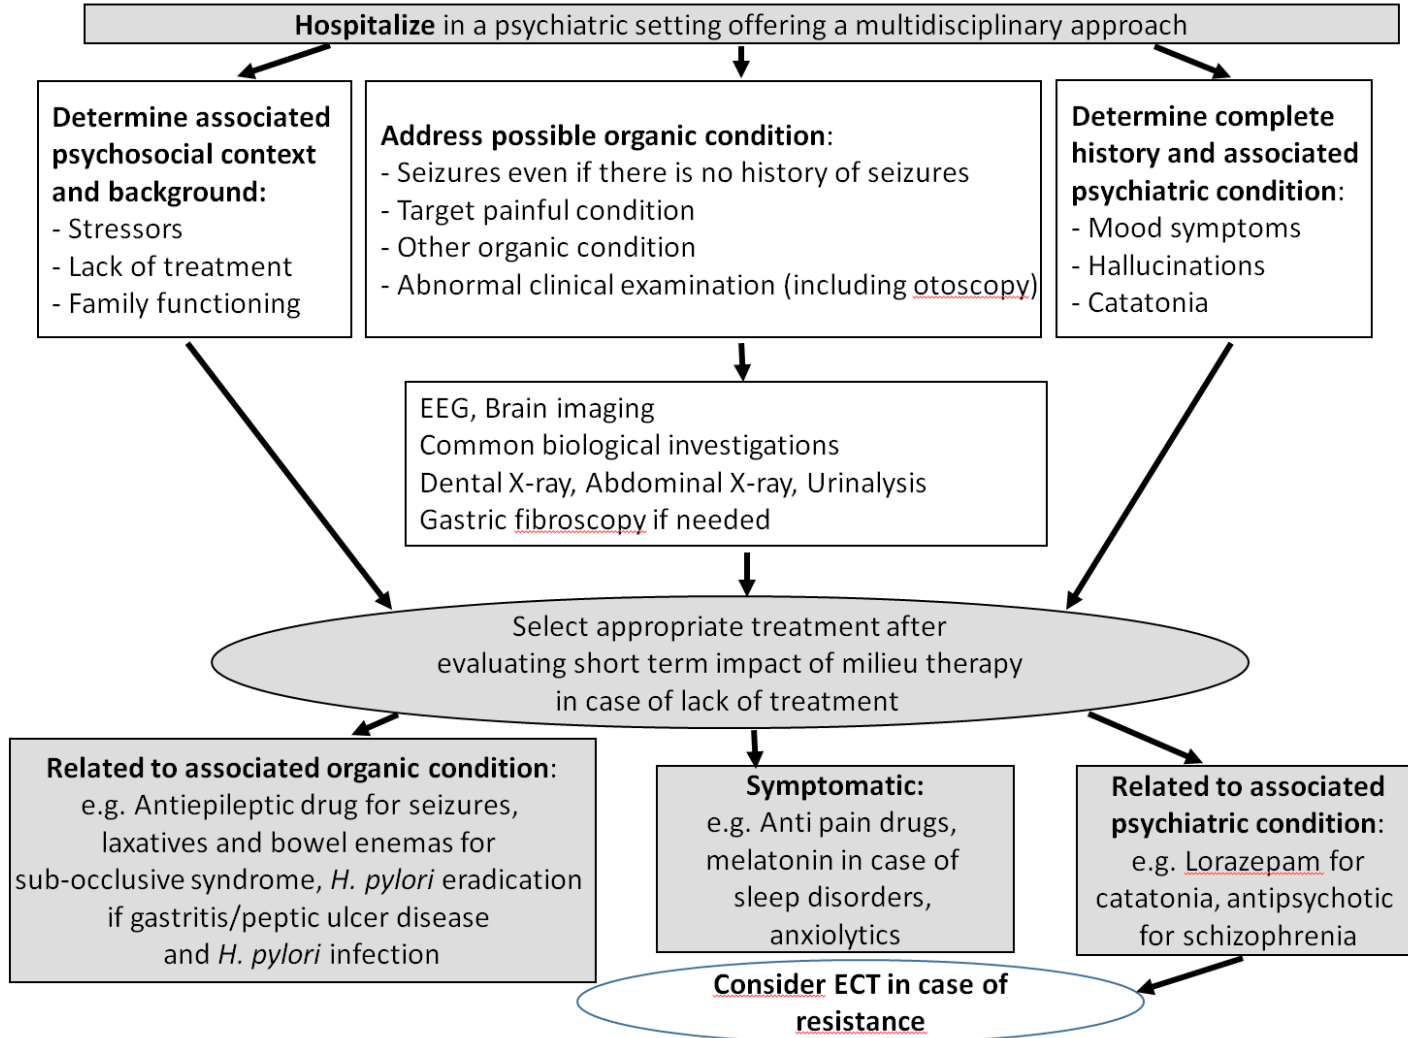 Hospitalize in a psychiatric setting offering a multidisciplinary approach
Determine associated
psychosocial context
and background:
- Stressors
- Lack of treatment
- Family functioning
Address possible organic condition:
- Seizures even if there is no history of seizures
- Target painful condition
- Other organic condition
- Abnormal clinical examination (including otoscopy)
Determine complete
history and associated
psychiatric condition:
- Mood symptoms
- Hallucinations
- Catatonia
EEG, Brain imaging
Common biological investigations
Dental X-ray, Abdominal X-ray, Urinalysis
Gastric fibroscopy if needed
Select appropriate treatment after
evaluating short term impact of milieu therapy
in case of lack of treatment
Related to associated organic condition:
e.g. Antiepileptic drug for seizures,
laxatives and bowel enemas for
sub-occlusive syndrome, H. pylori eradication
if gastritis/peptic ulcer disease
and H. pylori infection
Symptomatic:
e.g. Anti pain drugs,
melatonin in case of
sleep disorders,
anxiolytics
Related to associated
psychiatric condition:
e.g. Lorazepam for
catatonia, antipsychotic
for schizophrenia
Consider ECT in case of
resistance